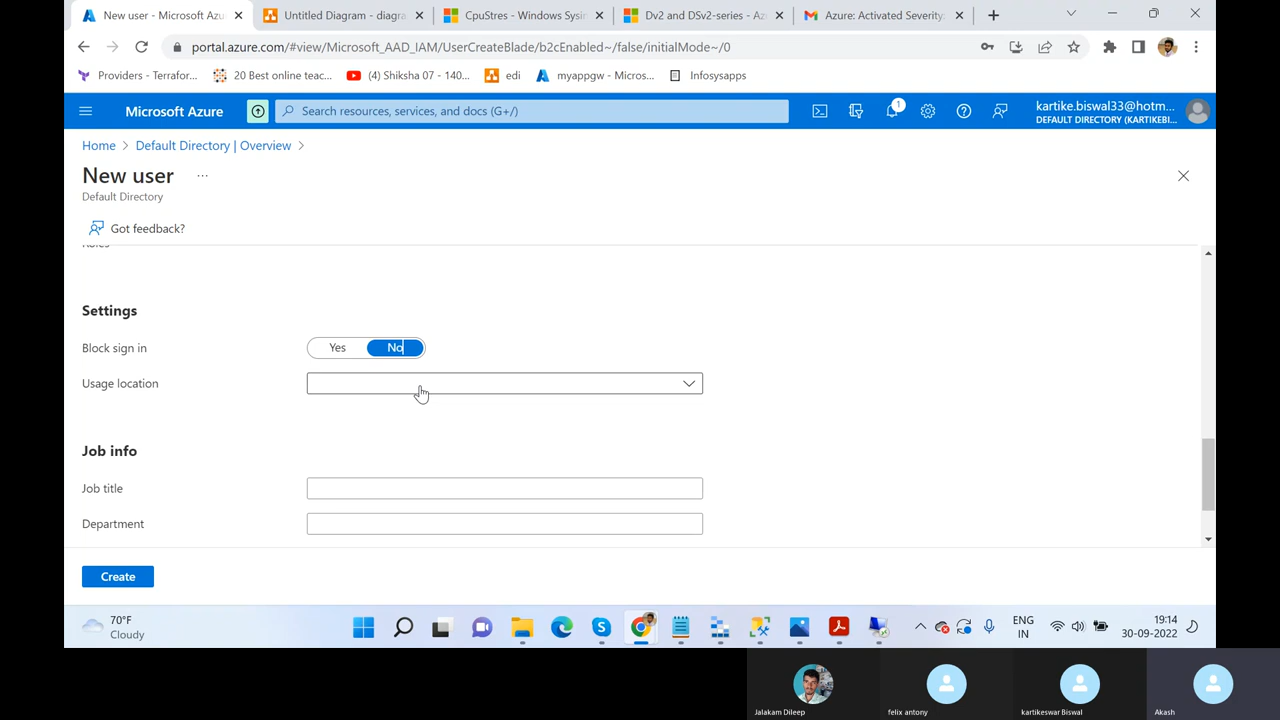 New user - Microsoft Azu
Untitled Diagram - diagra
CpuStres - Windows Sysin
Dv2 and DSv2-series - Az
Azure: Activated Severity:
portal.azure.com/#view/Microsoft_AAD_IAM/UserCreateBlade/b2cEnabled~/false/initialMode~/0
Providers - Terrafor...
20 Best online teac...
(4) Shiksha 07 - 140...
edi
myappgw - Micros...
Infosysapps
Microsoft Azure
Search resources, services, and docs (G+/)
1
kartike.biswal33@hotm...
DEFAULT DIRECTORY (KARTIKEBI...
Home > Default Directory | Overview >
New user ...
Default Directory
Got feedback?
Roles
Settings
Block sign in
Yes No
Usage location
Job info
Job title
Department
Create
70°F
Cloudy
ENG
IN
19:14
30-09-2022
Jalakam Dileep
felix antony
kartikeswar Biswal
Akash